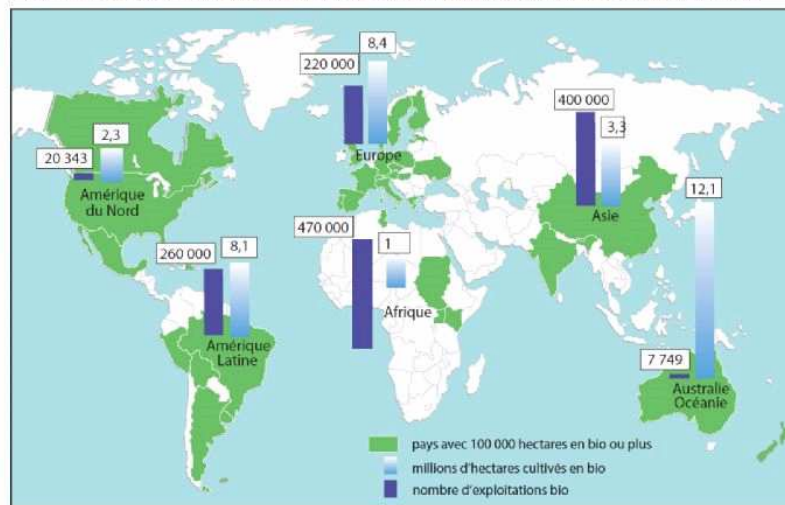 220 000
8,4
Europe
400 000
3,3
Asie
20 343
2,3
Amérique
du Nord
12,1
470 000
1
Afrique
260 000
8,1
Amérique
Latine
7 749
Australie
Océanie
pays avec 100 000 hectares en bio ou plus
millions d'hectares cultivés en bio
nombre d'exploitations bio